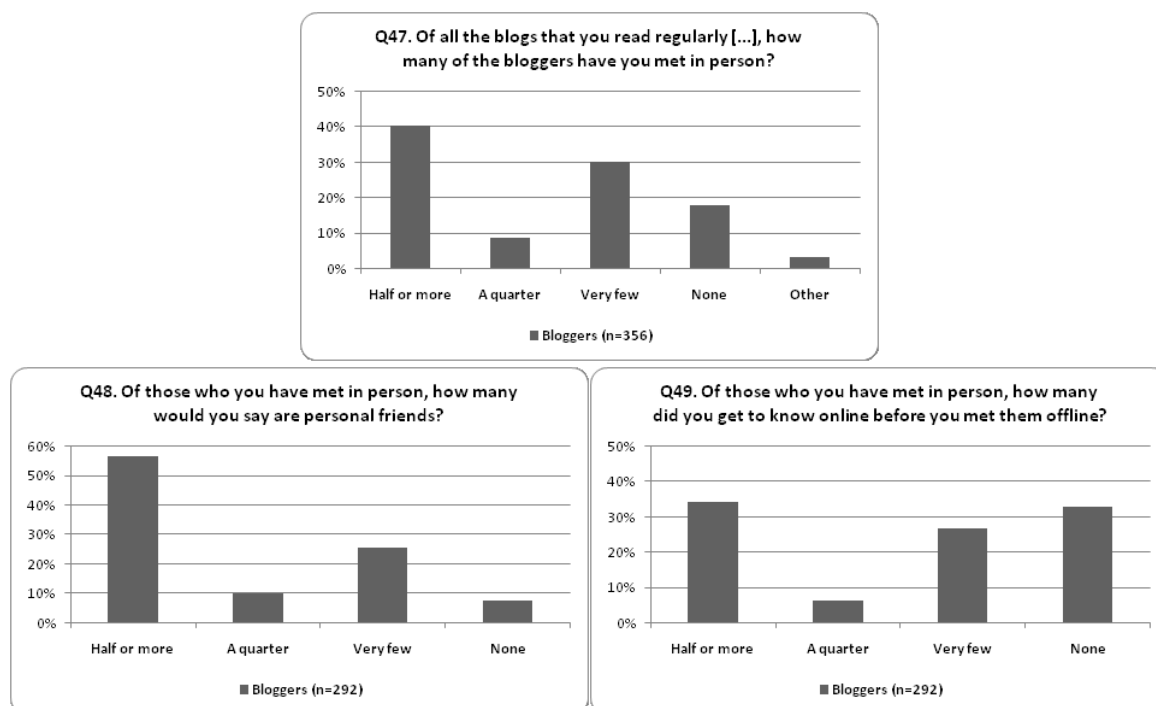 Q47. Of all the blogs that you read regularly [...], how
many of the bloggers have you met in person?
50%
40%
30%
20%
10%
0%
Half or more A quarter Very few None Other
Bloggers (n=356)
Q48. Of those who you have met in person, how many
would you say are personal friends?
60%
50%
40%
30%
20%
10%
0%
Half or more A quarter Very few None
Bloggers (n=292)
Q49. Of those who you have met in person, how many
did you get to know online before you met them offline?
50%
40%
30%
20%
10%
0%
Half or more A quarter Very few None
Bloggers (n=292)